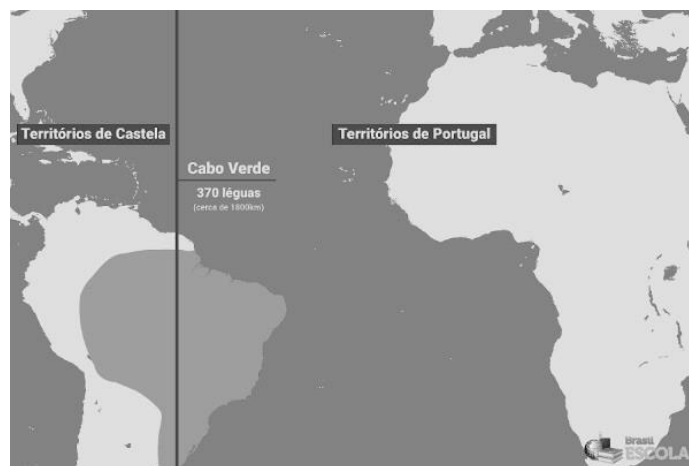 Territórios de Castela
Territórios de Portugal
Cabo Verde
370 léguas
(cerca de 1800km)
Brasil
ESCOLA